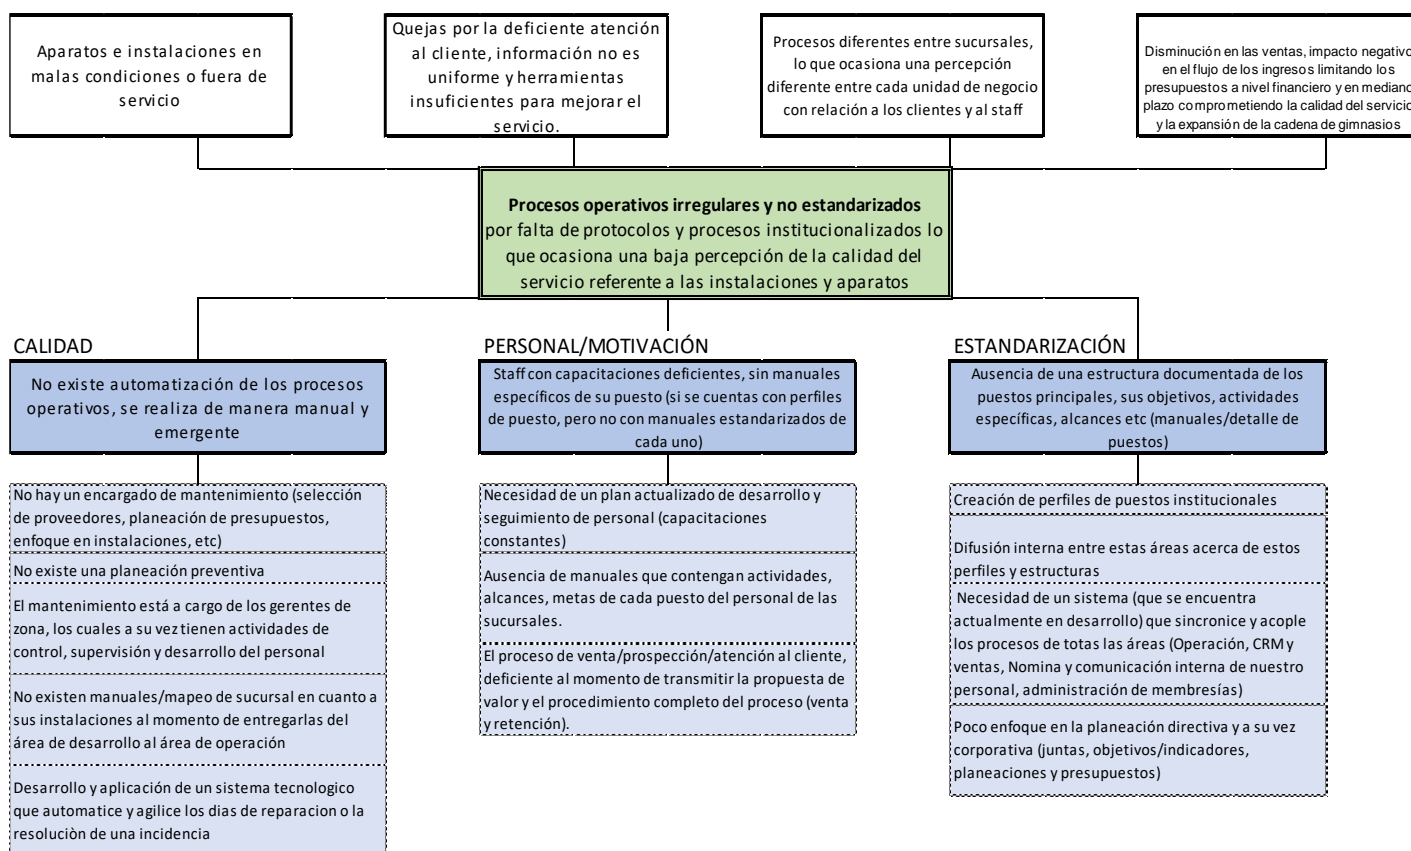 Aparatos e instalaciones en
malas condiciones o fuera de
servicio
Quejas por la deficiente atención
al cliente, información no es
uniforme y herramientas
insuficientes para mejorar el
servicio.
Procesos diferentes entre sucursales,
lo que ocasiona una percepción
diferente entre cada unidad de negocio
con relación a los clientes y al staff
Disminución en las ventas, impacto negativo
en el flujo de los ingresos limitando los
presupuestos a nivel financiero y en mediano
plazo comprometiendo la calidad del servicio
y la expansión de la cadena de gimnasios
Procesos operativos irregulares y no estandarizados
por falta de protocolos y procesos institucionalizados lo
que ocasiona una baja percepción de la calidad del
servicio referente a las instalaciones y aparatos
CALIDAD
No existe automatización de los procesos
operativos, se realiza de manera manual y
emergente
No hay un encargado de mantenimiento (selección
de proveedores, planeación de presupuestos,
enfoque en instalaciones, etc)
No existe una planeación preventiva
El mantenimiento está a cargo de los gerentes de
zona, los cuales a su vez tienen actividades de
control, supervisión y desarrollo del personal
No existen manuales/mapeo de sucursal en cuanto a
sus instalaciones al momento de entregarlas del
área de desarrollo al área de operación
Desarrollo y aplicación de un sistema tecnologico
que automatice y agilice los dias de reparacion o la
resoluciòn de una incidencia
PERSONAL/MOTIVACIÓN
Staff con capacitaciones deficientes, sin manuales
específicos de su puesto (si se cuentas con perfiles
de puesto, pero no con manuales estandarizados de
cada uno)
Necesidad de un plan actualizado de desarrollo y
seguimiento de personal (capacitaciones
constantes)
Ausencia de manuales que contengan actividades,
alcances, metas de cada puesto del personal de las
sucursales.
El proceso de venta/prospección/atención al cliente,
deficiente al momento de transmitir la propuesta de
valor y el procedimiento completo del proceso (venta
y retención).
ESTANDARIZACIÓN
Ausencia de una estructura documentada de los
puestos principales, sus objetivos, actividades
específicas, alcances etc (manuales/detalle de
puestos)
Creación de perfiles de puestos institucionales
Difusión interna entre estas áreas acerca de estos
perfiles y estructuras
Necesidad de un sistema (que se encuentra
actualmente en desarrollo) que sincronice y acople
los procesos de totas las áreas (Operación, CRM y
ventas, Nomina y comunicación interna de nuestro
personal, administración de membresías)
Poco enfoque en la planeación directiva y a su vez
corporativa (juntas, objetivos/indicadores,
planeaciones y presupuestos)